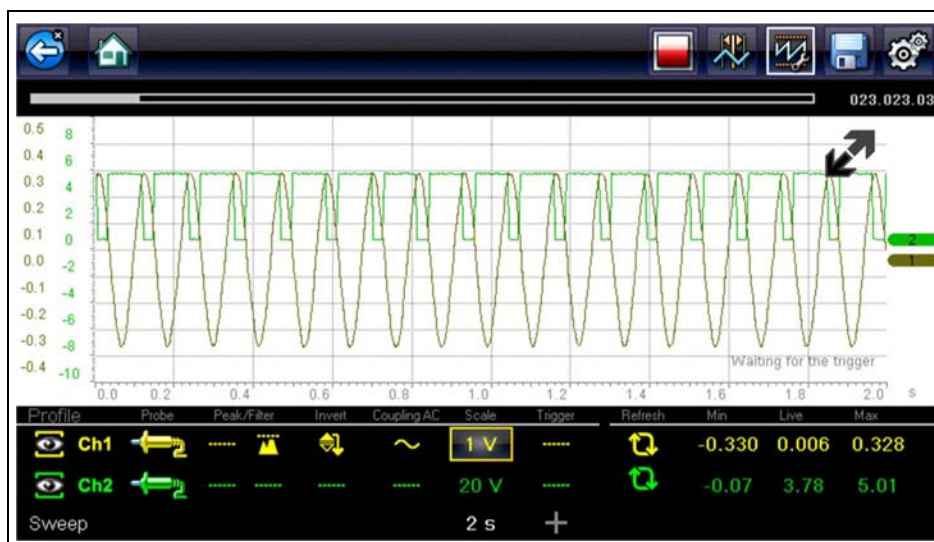 023.023.03
0.5 8
0.4 6
0.3 4
0.2 2
0.1 0
0.0 -2
-0.1 -4
-0.2 -6
-0.3 -8
-0.4 -10
2
1
Waiting for the trigger
0.0 0.2 0.4 0.6 0.8 1.0 1.2 1.4 1.6 1.8 2.0 s
Profile Probe Peak/Filter Invert Coupling AC Scale Trigger Refresh Min Live Max
Ch1 ------ 1 V ------ -0.330 0.006 0.328
Ch2 ------ ------ ------ ------ 20 V ------ -0.07 3.78 5.01
Sweep 2 s +